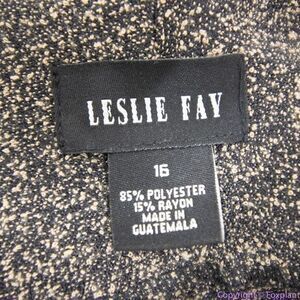 LESLIE FAY
16
85% POLYESTER
15% RAYON
MADE IN
GUATEMALA